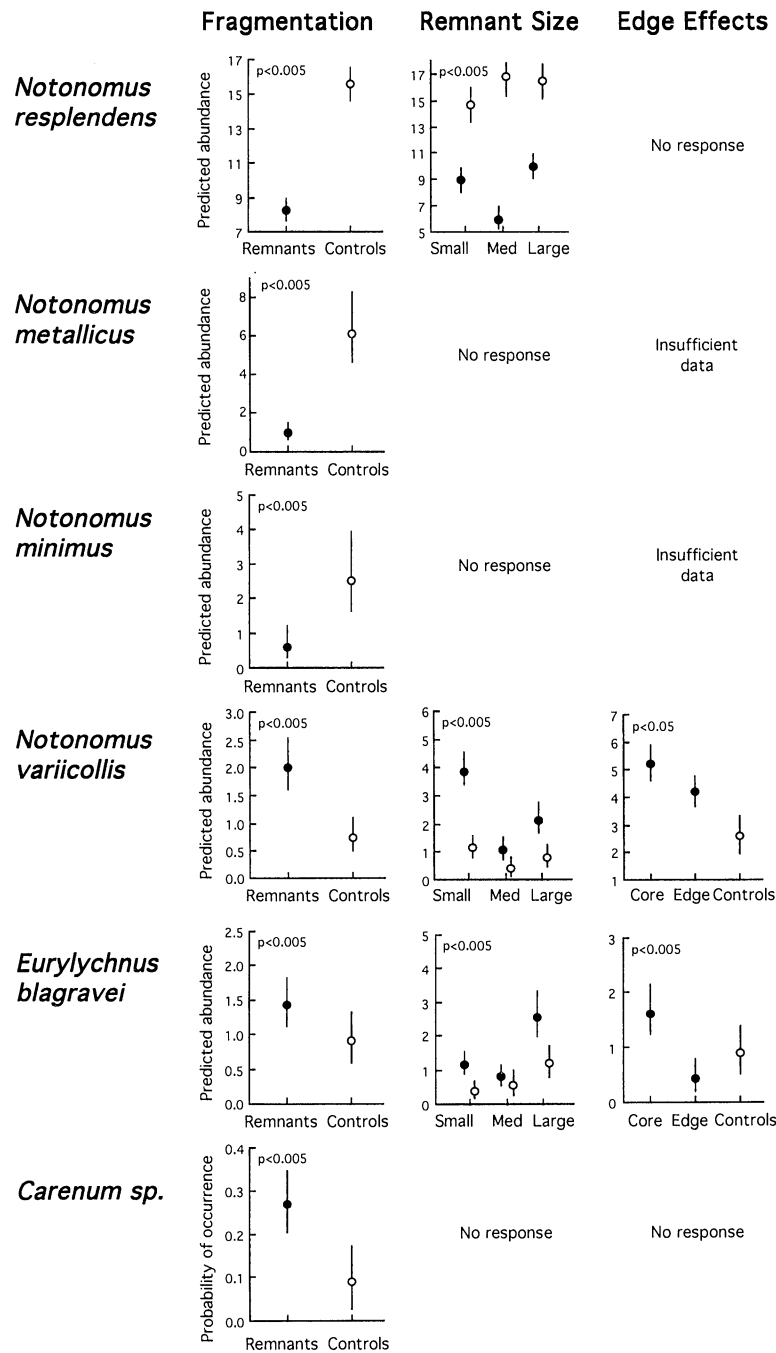 Fragmentation Remnant Size Edge Effects
Notonomus
resplendens
Predicted abundance
17
15
13
11
9
7
p<0.005
Remnants Controls
17
15
13
11
9
7
5
p<0.005
Small Med Large
No response
Notonomus
metallicus
Predicted abundance
8
6
4
2
0
p<0.005
Remnants Controls
No response
Insufficient
data
Notonomus
minimus
Predicted abundance
5
4
3
2
1
0
p<0.005
Remnants Controls
No response
Insufficient
data
Notonomus
variicollis
Predicted abundance
3.0
2.5
2.0
1.5
1.0
0.5
0.0
p<0.005
Remnants Controls
6
5
4
3
2
1
0
p<0.005
Small Med Large
7
6
5
4
3
2
1
p<0.05
Core Edge Controls
Eurylychnus
blagravei
Predicted abundance
2.5
2.0
1.5
1.0
0.5
0.0
p<0.005
Remnants Controls
5
4
3
2
1
0
p<0.005
Small Med Large
3
2
1
0
p<0.005
Core Edge Controls
Carenum sp.
Probability of occurrence
0.4
0.3
0.2
0.1
0.0
p<0.005
Remnants Controls
No response
No response